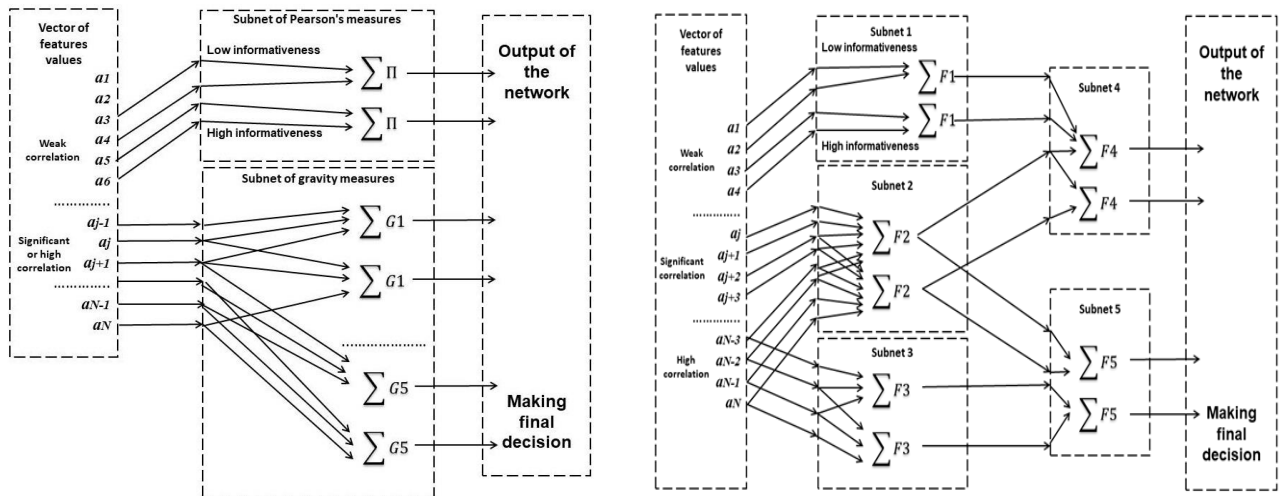 Vector of
features
values
a1
a2
a3
Weak
correlation
a4
a5
a6
..................
aj-1
Significant
or high
correlation
aj
aj+1
..................
aN-1
aN
Subnet of Pearson's measures
Low informativeness
∑ Π
∑ Π
High informativeness
Subnet of gravity measures
∑ G1
∑ G1
........................
∑ G5
∑ G5
Output of
the
network
Making
final
decision
Vector of
features
values
a1
a2
Weak
correlation
a3
a4
................
aj
aj+1
Significant
correlation
aj+2
aj+3
................
aN-3
aN-2
High
correlation
aN-1
aN
Subnet 1
Low informativeness
∑ F1
∑ F1
High informativeness
Subnet 2
∑ F2
∑ F2
Subnet 3
∑ F3
∑ F3
Subnet 4
∑ F4
∑ F4
Subnet 5
∑ F5
∑ F5
Output of
the
network
Making
final
decision